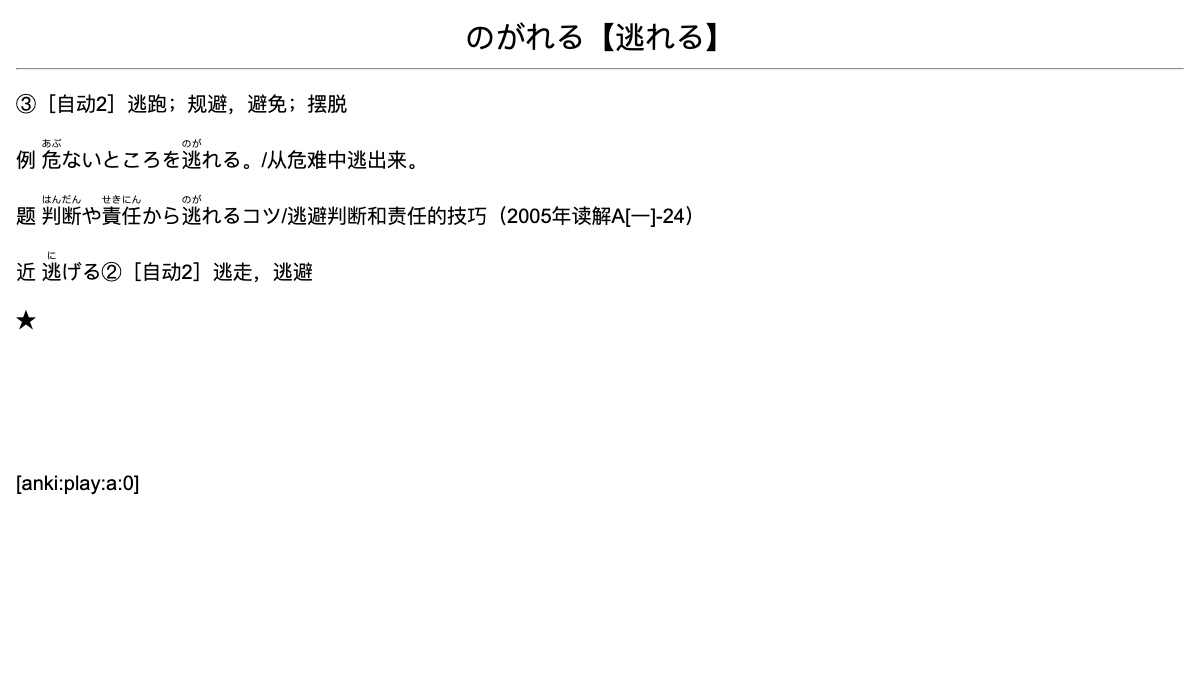 のがれる【逃れる】
③［自动2］逃跑；规避，避免；摆脱
あぶ のが
例 危ないところを逃れる。/从危难中逃出来。
はんだん せきにん のが
题 判断や責任から逃れるコツ/逃避判断和责任的技巧（2005年读解A[一]-24）
に
近 逃げる②［自动2］逃走，逃避
★
[anki:play:a:0]